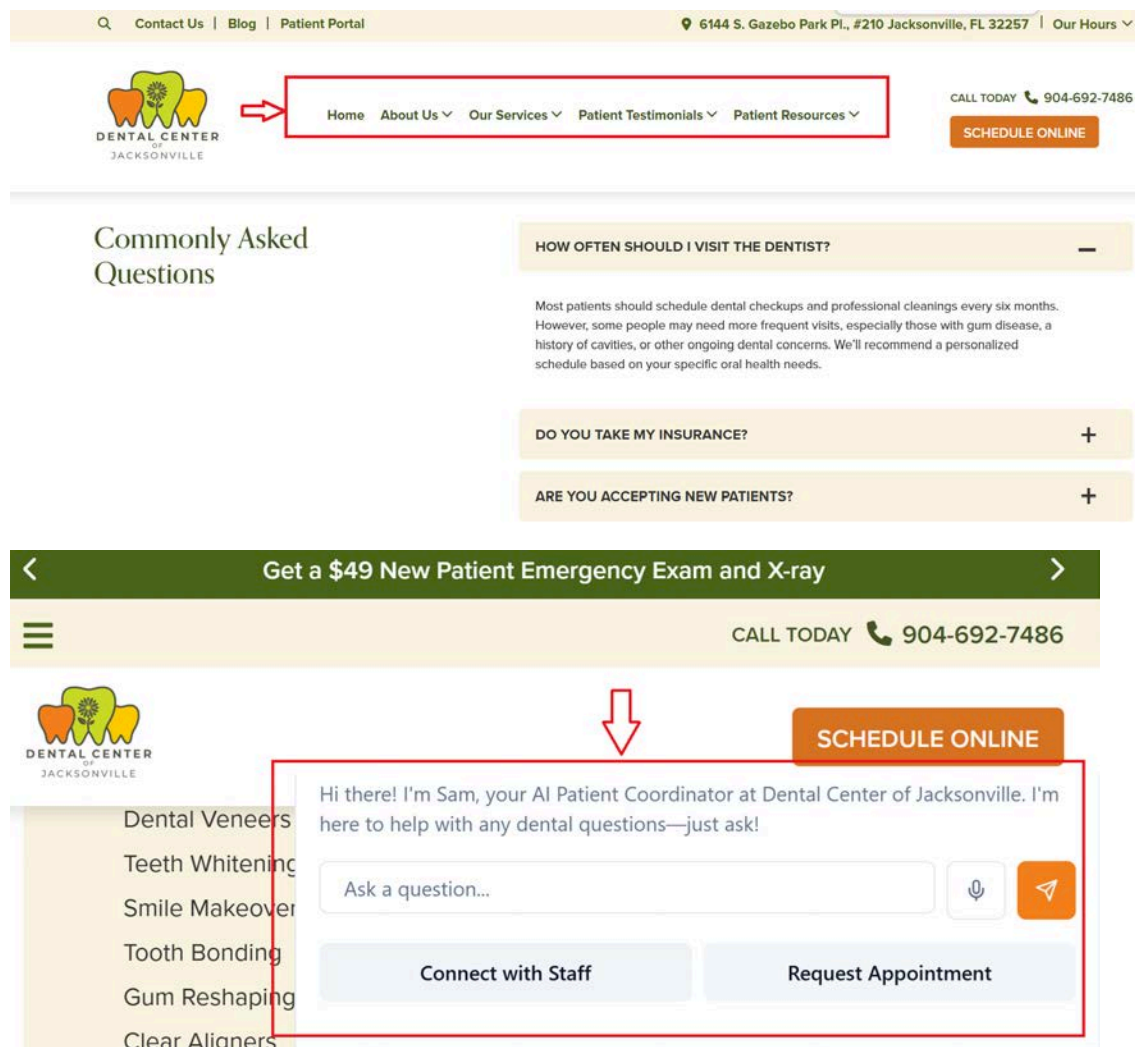 Contact Us | Blog | Patient Portal
6144 S. Gazebo Park Pl., #210 Jacksonville, FL 32257 | Our Hours
DENTAL CENTER
OF
JACKSONVILLE
Home About Us Our Services Patient Testimonials Patient Resources
CALL TODAY 904-692-7486
SCHEDULE ONLINE
Commonly Asked
Questions
HOW OFTEN SHOULD I VISIT THE DENTIST?
Most patients should schedule dental checkups and professional cleanings every six months.
However, some people may need more frequent visits, especially those with gum disease, a
history of cavities, or other ongoing dental concerns. We'll recommend a personalized
schedule based on your specific oral health needs.
DO YOU TAKE MY INSURANCE?
ARE YOU ACCEPTING NEW PATIENTS?
Get a $49 New Patient Emergency Exam and X-ray
CALL TODAY 904-692-7486
DENTAL CENTER
OF
JACKSONVILLE
SCHEDULE ONLINE
Hi there! I'm Sam, your AI Patient Coordinator at Dental Center of Jacksonville. I'm
here to help with any dental questions—just ask!
Dental Veneers
Teeth Whitening
Smile Makeover
Tooth Bonding
Gum Reshaping
Clear Aligners
Ask a question...
Connect with Staff
Request Appointment